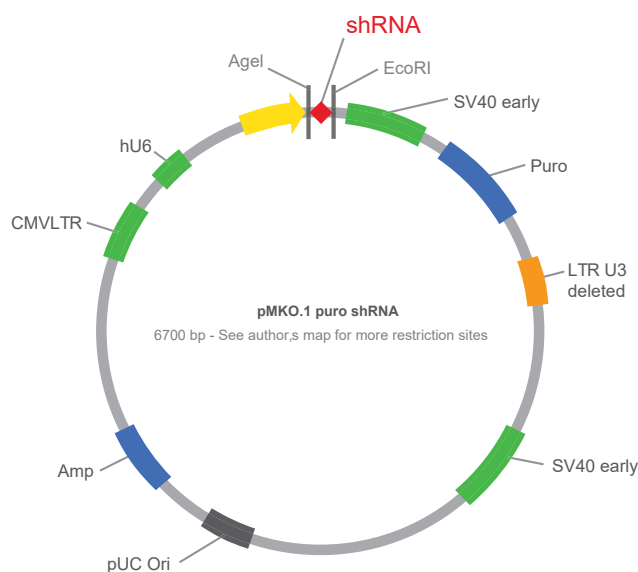 shRNA
AgeI
EcoRI
SV40 early
hU6
Puro
CMVLTR
LTR U3
deleted
pMKO.1 puro shRNA
6700 bp - See author,s map for more restriction sites
Amp
SV40 early
pUC Ori